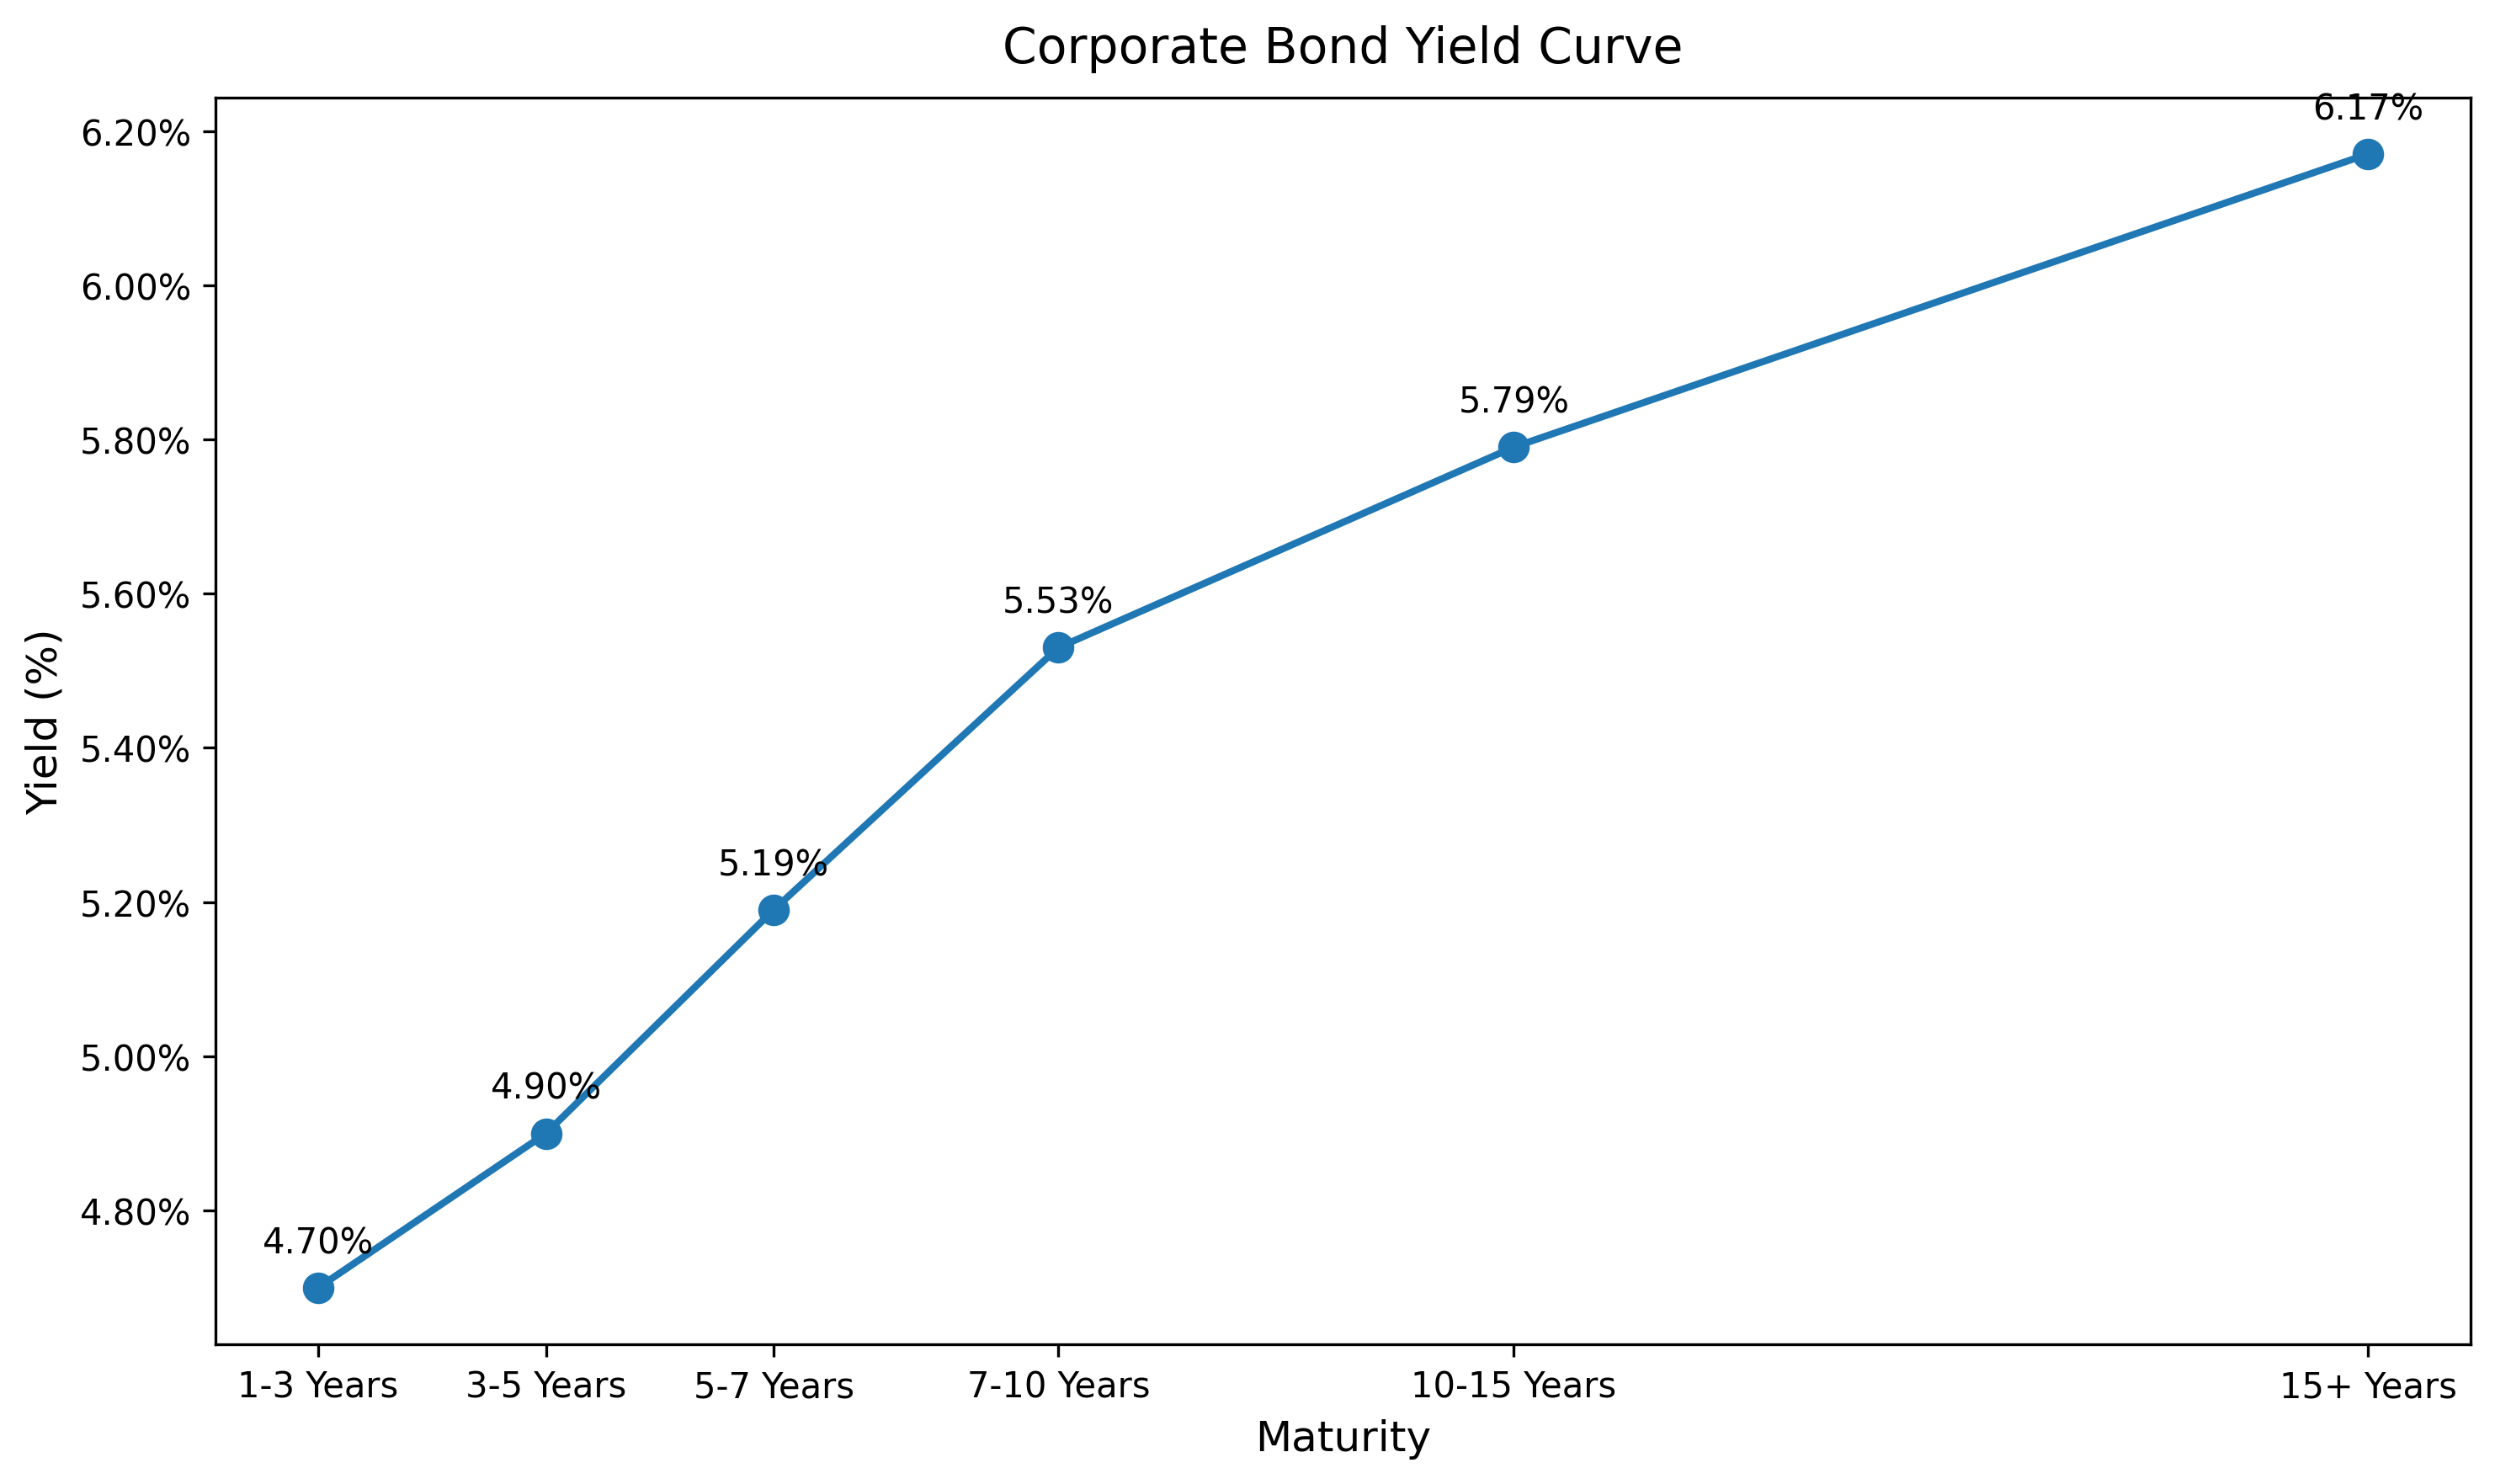 Corporate Bond Yield Curve
6.20%
6.00%
5.80%
5.60%
5.40%
5.20%
5.00%
4.80%
Yield (%)
4.70%
4.90%
5.19%
5.53%
5.79%
6.17%
1-3 Years
3-5 Years
5-7 Years
7-10 Years
10-15 Years
15+ Years
Maturity